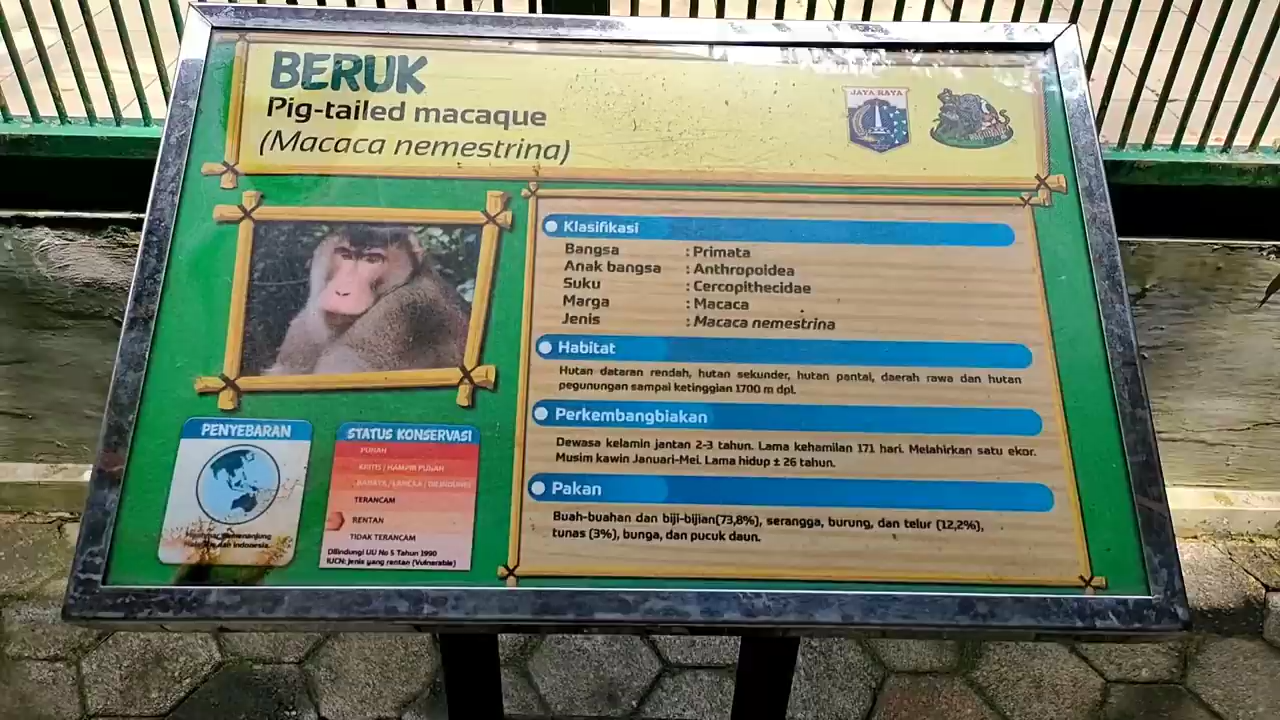 BERUK
Pig-tailed macaque
(Macaca nemestrina)
JAYA RAYA
Klasifikasi
Bangsa : Primata
Anak bangsa : Anthropoidea
Suku : Cercopithecidae
Marga : Macaca
Jenis : Macaca nemestrina
Habitat
Hutan dataran rendah, hutan sekunder, hutan pantai, daerah rawa dan hutan
pegunungan sampai ketinggian 1700 m dpl.
Perkembangbiakan
Dewasa kelamin jantan 2-3 tahun. Lama kehamilan 171 hari. Melahirkan satu ekor.
Musim kawin Januari-Mei. Lama hidup ± 26 tahun.
Pakan
Buah-buahan dan biji-bijian(73,8%), serangga, burung, dan telur (12,2%),
tunas (3%), bunga, dan pucuk daun.
PENYEBARAN
Indonesia.
STATUS KONSERVASI
PUNAH
KRITIS / HAMPIR PUNAH
BAHAYA / LANGKA / DILINDUNGI
TERANCAM
RENTAN
TIDAK TERANCAM
Dilindungi UU No 5 Tahun 1990
IUCN: Jenis yang rentan (Vulnerable)